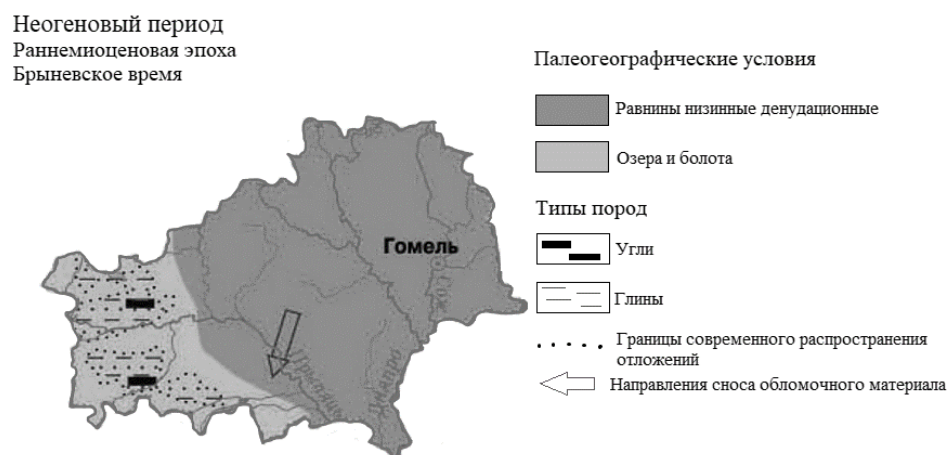 Неогеновый период
Раннемиоценовая эпоха
Брыневское время
Палеогеографические условия
Равнины низинные денудационные
Озера и болота
Типы пород
Угли
Глины
Границы современного распространения
отложений
Направления сноса обломочного материала
Гомель
Сож
Припять
Днепр